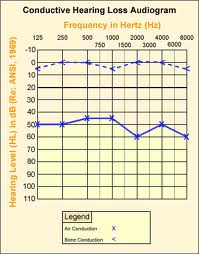 Conductive Hearing Loss Audiogram
Frequency in Hertz (Hz)
125 250 500 750 1000 1500 2000 4000 8000
Hearing Level (HL) in dB (Re: ANSI, 1969)
-10
0
10
20
30
40
50
60
70
80
90
100
110
Legend
Air Conduction X
Bone Conduction <